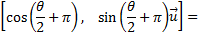 [cos(θ/2 + π), sin(θ/2 + π)u⃗] =